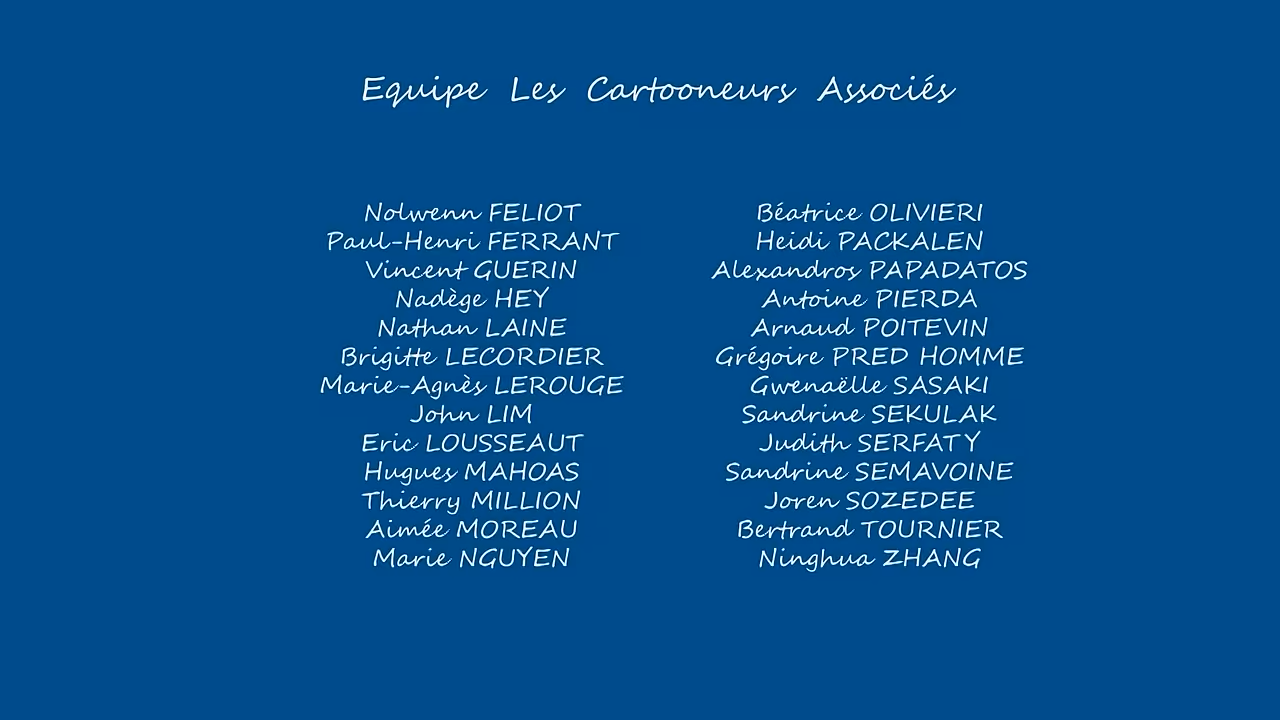 Equipe Les Cartooneurs Associés
Nolwenn FELIOT
Paul-Henri FERRANT
Vincent GUERIN
Nadège HEY
Nathan LAINE
Brigitte LECORDIER
Marie-Agnès LEROUGE
John LIM
Eric LOUSSEAUT
Hugues MAHOAS
Thierry MILLION
Aimée MOREAU
Marie NGUYEN
Béatrice OLIVIERI
Heidi PACKALEN
Alexandros PAPADATOS
Antoine PIERDA
Arnaud POITEVIN
Grégoire PRED HOMME
Gwenaëlle SASAKI
Sandrine SEKULAK
Judith SERFATY
Sandrine SEMAVOINE
Joren SOZEDEE
Bertrand TOURNIER
Ninghua ZHANG